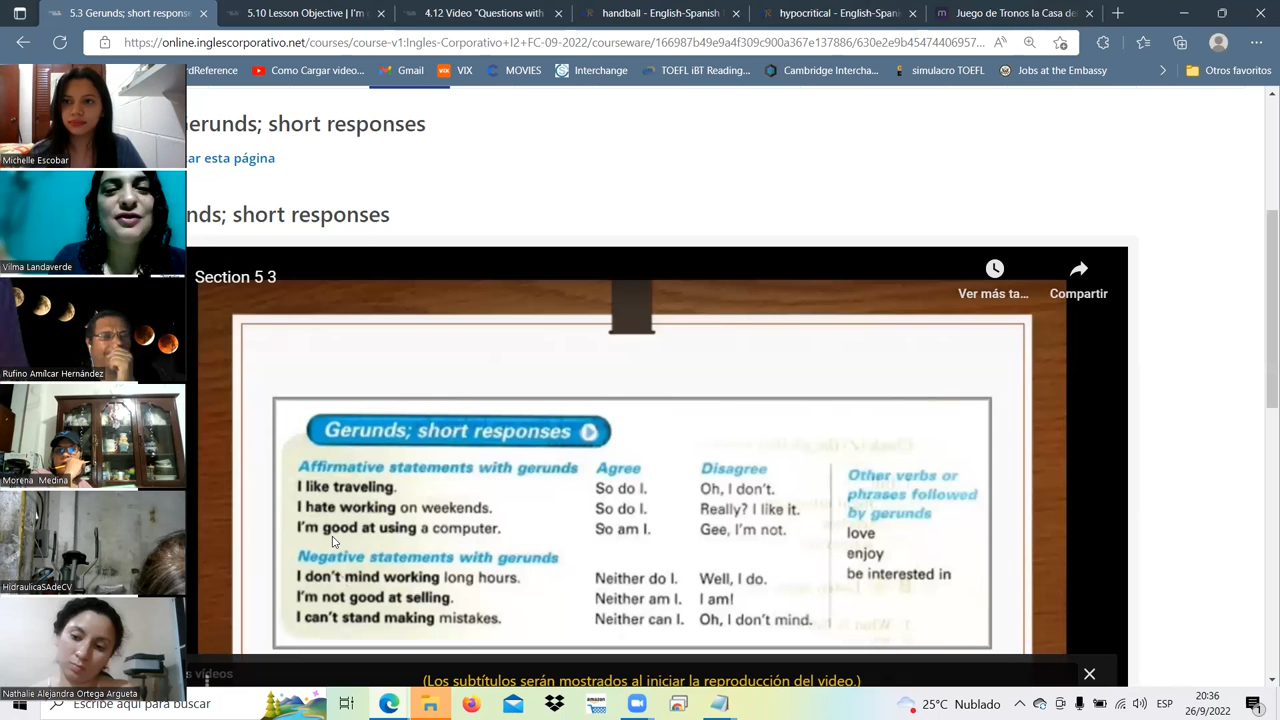 5.3 Gerunds; short responses
5.10 Learning Objective | I'm
4.12 Video "Questions with
handball - English-Spanish
hypocritical - English-Span
Juego de Tronos la Casa de
https://online.inglescorporativo.net/courses/course-v1:Ingles-Corporativo+I2+FC-09-2022/courseware/166987b49e9a4f309c900a367e137886/630e2e9b45474406957...
rdReference
Como Cargar video...
Gmail
VIX
MOVIES
Interchange
TOEFL iBT Reading...
Cambridge Intercha...
simulacro TOEFL
Jobs at the Embassy
Otros favoritos
erunds; short responses
ar esta página
nds; short responses
Section 5 3
Ver más ta...
Compartir
Gerunds; short responses
Affirmative statements with gerunds Agree Disagree
I like traveling. So do I. Oh, I don't.
I hate working on weekends. So do I. Really? I like it.
I'm good at using a computer. So am I. Gee, I'm not.
Negative statements with gerunds
I don't mind working long hours. Neither do I. Well, I do.
I'm not good at selling. Neither am I. I am!
I can't stand making mistakes. Neither can I. Oh, I don't mind.
Other verbs or
phrases followed
by gerunds
love
enjoy
be interested in
s vídeos
(Los subtítulos serán mostrados al iniciar la reproducción del video.)
Michelle Escobar
Vilma Landaverde
Rufino Amílcar Hernández
Morena Medina
HidraulicaSAdeCV
Nathalie Alejandra Ortega Argueta
Escribe aquí para buscar
25°C Nublado
ESP
20:36
26/9/2022
1